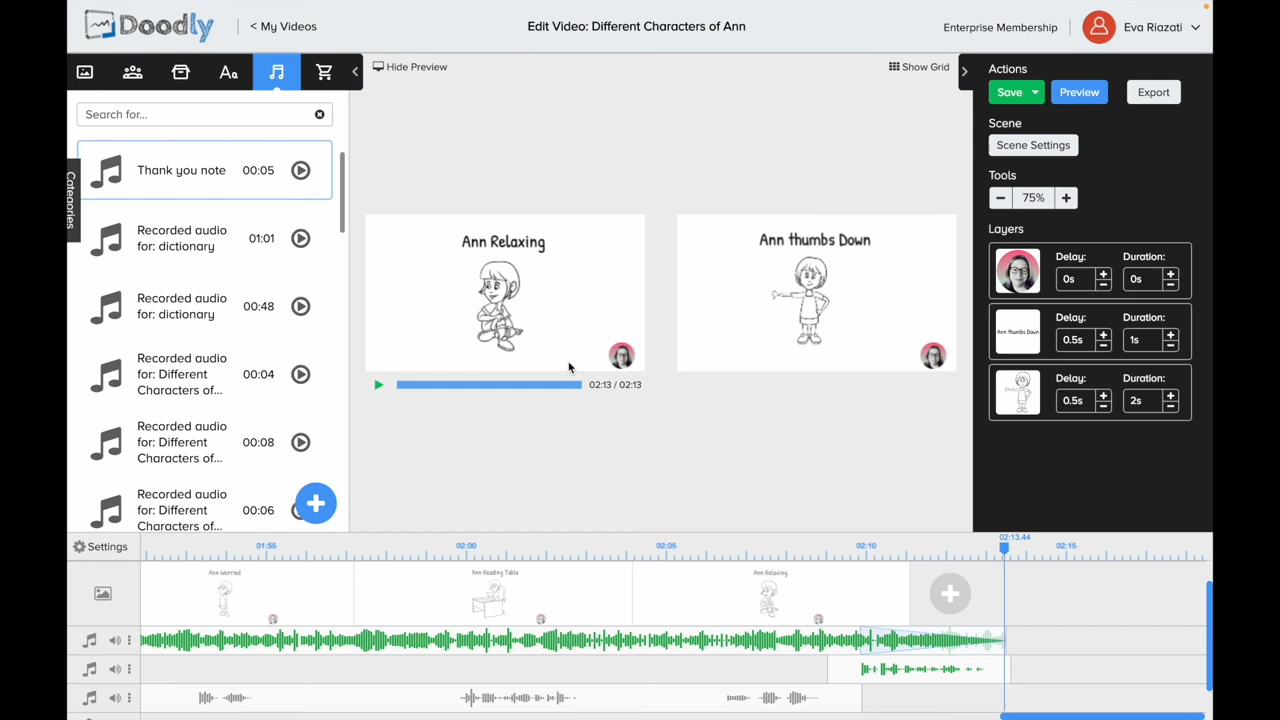 Doodly
< My Videos
Edit Video: Different Characters of Ann
Enterprise Membership
Eva Riazati
Aa
Hide Preview
Show Grid
Search for...
Categories
Thank you note 00:05
Recorded audio
for: dictionary
01:01
Recorded audio
for: dictionary
00:48
Recorded audio
for: Different
Characters of...
00:04
Recorded audio
for: Different
Characters of...
00:08
Recorded audio
for: Different
Characters of...
00:06
Ann Relaxing
02:13 / 02:13
Ann thumbs Down
Actions
Save
Preview
Export
Scene
Scene Settings
Tools
75%
Layers
Delay: Duration:
0s 0s
Ann thumbs Down
Delay: Duration:
0.5s 1s
Delay: Duration:
0.5s 2s
Settings
01:55 02:00 02:05 02:10 02:13.44 02:15
Ann Worried
Ann Reading Table
Ann Relaxing